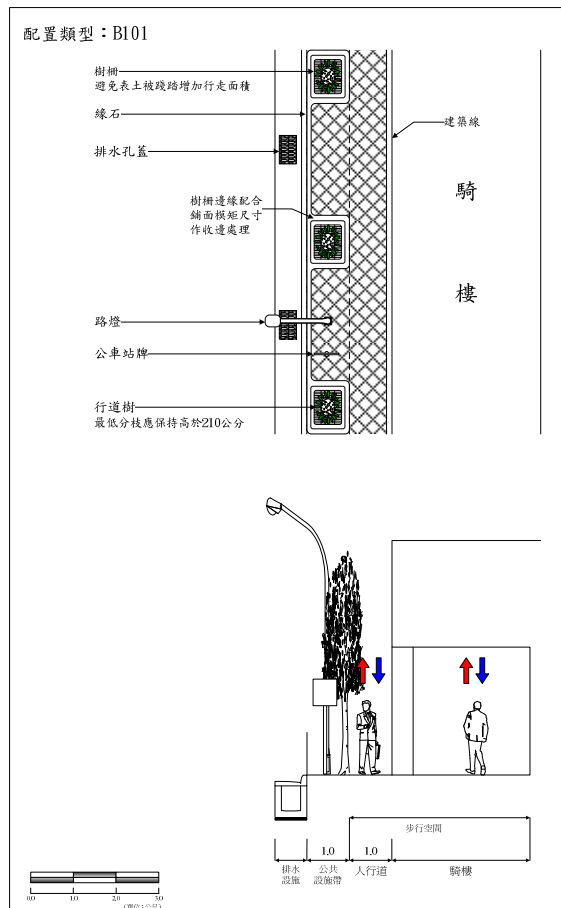 配置類型：B101
樹柵
避免表土被踐踏增加行走面積
緣石
建築線
排水孔蓋
樹柵邊緣配合
鋪面模矩尺寸
作收邊處理
騎
樓
路燈
公車站牌
行道樹
最低分枝應保持高於210公分
步行空間
1.0
1.0
排水
設施
公共
設施帶
人行道
騎樓
0.0
1.0
2.0
3.0
(單位：公尺)